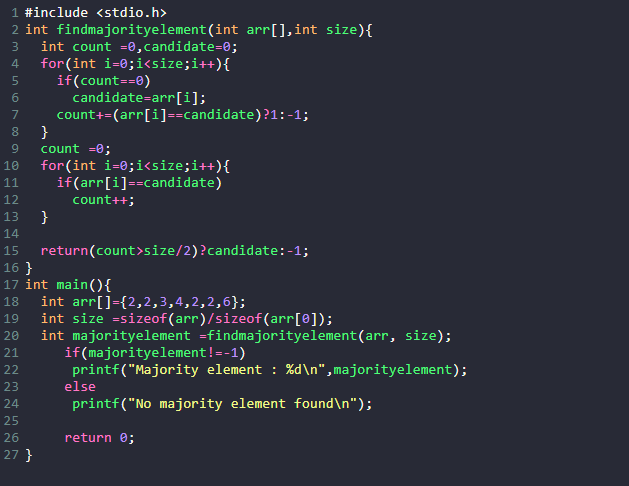 1 #include <stdio.h>
2 int findmajorityelement(int arr[],int size){
3   int count =0,candidate=0;
4   for(int i=0;i<size;i++){
5     if(count==0)
6       candidate=arr[i];
7     count+=(arr[i]==candidate)?1:-1;
8   }
9   count =0;
10   for(int i=0;i<size;i++){
11     if(arr[i]==candidate)
12       count++;
13   }
14
15   return(count>size/2)?candidate:-1;
16 }
17 int main(){
18   int arr[]={2,2,3,4,2,2,6};
19   int size =sizeof(arr)/sizeof(arr[0]);
20   int majorityelement =findmajorityelement(arr, size);
21      if(majorityelement!=-1)
22       printf("Majority element : %d\n",majorityelement);
23      else
24       printf("No majority element found\n");
25
26      return 0;
27 }